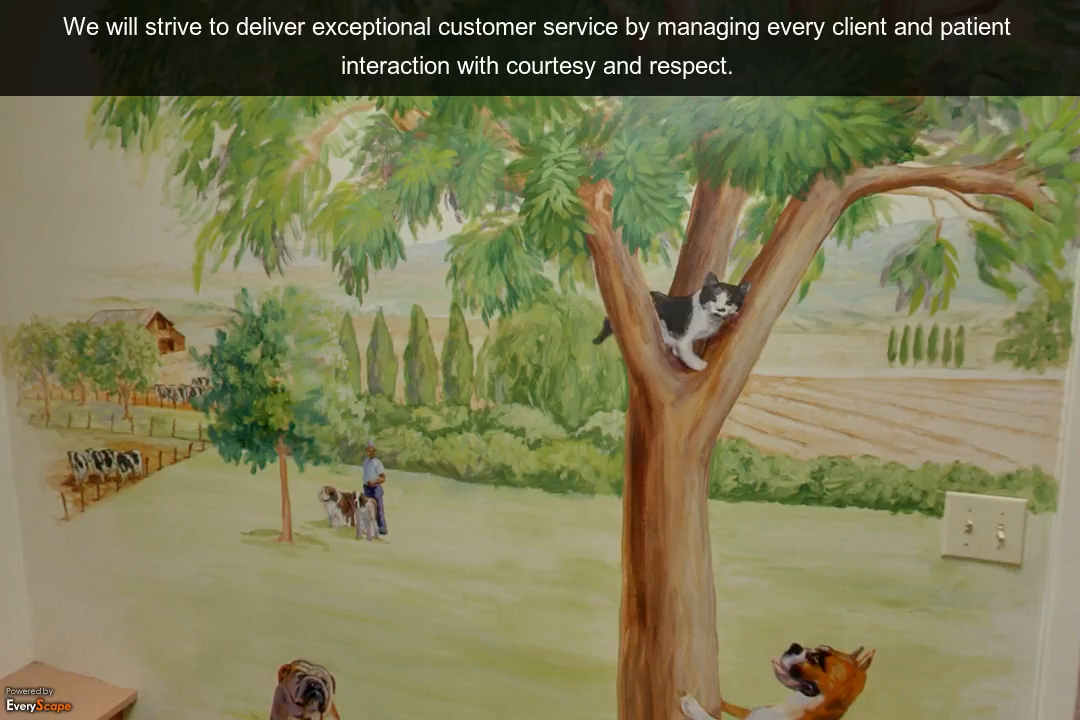 We will strive to deliver exceptional customer service by managing every client and patient
interaction with courtesy and respect.
Powered by
EveryScape